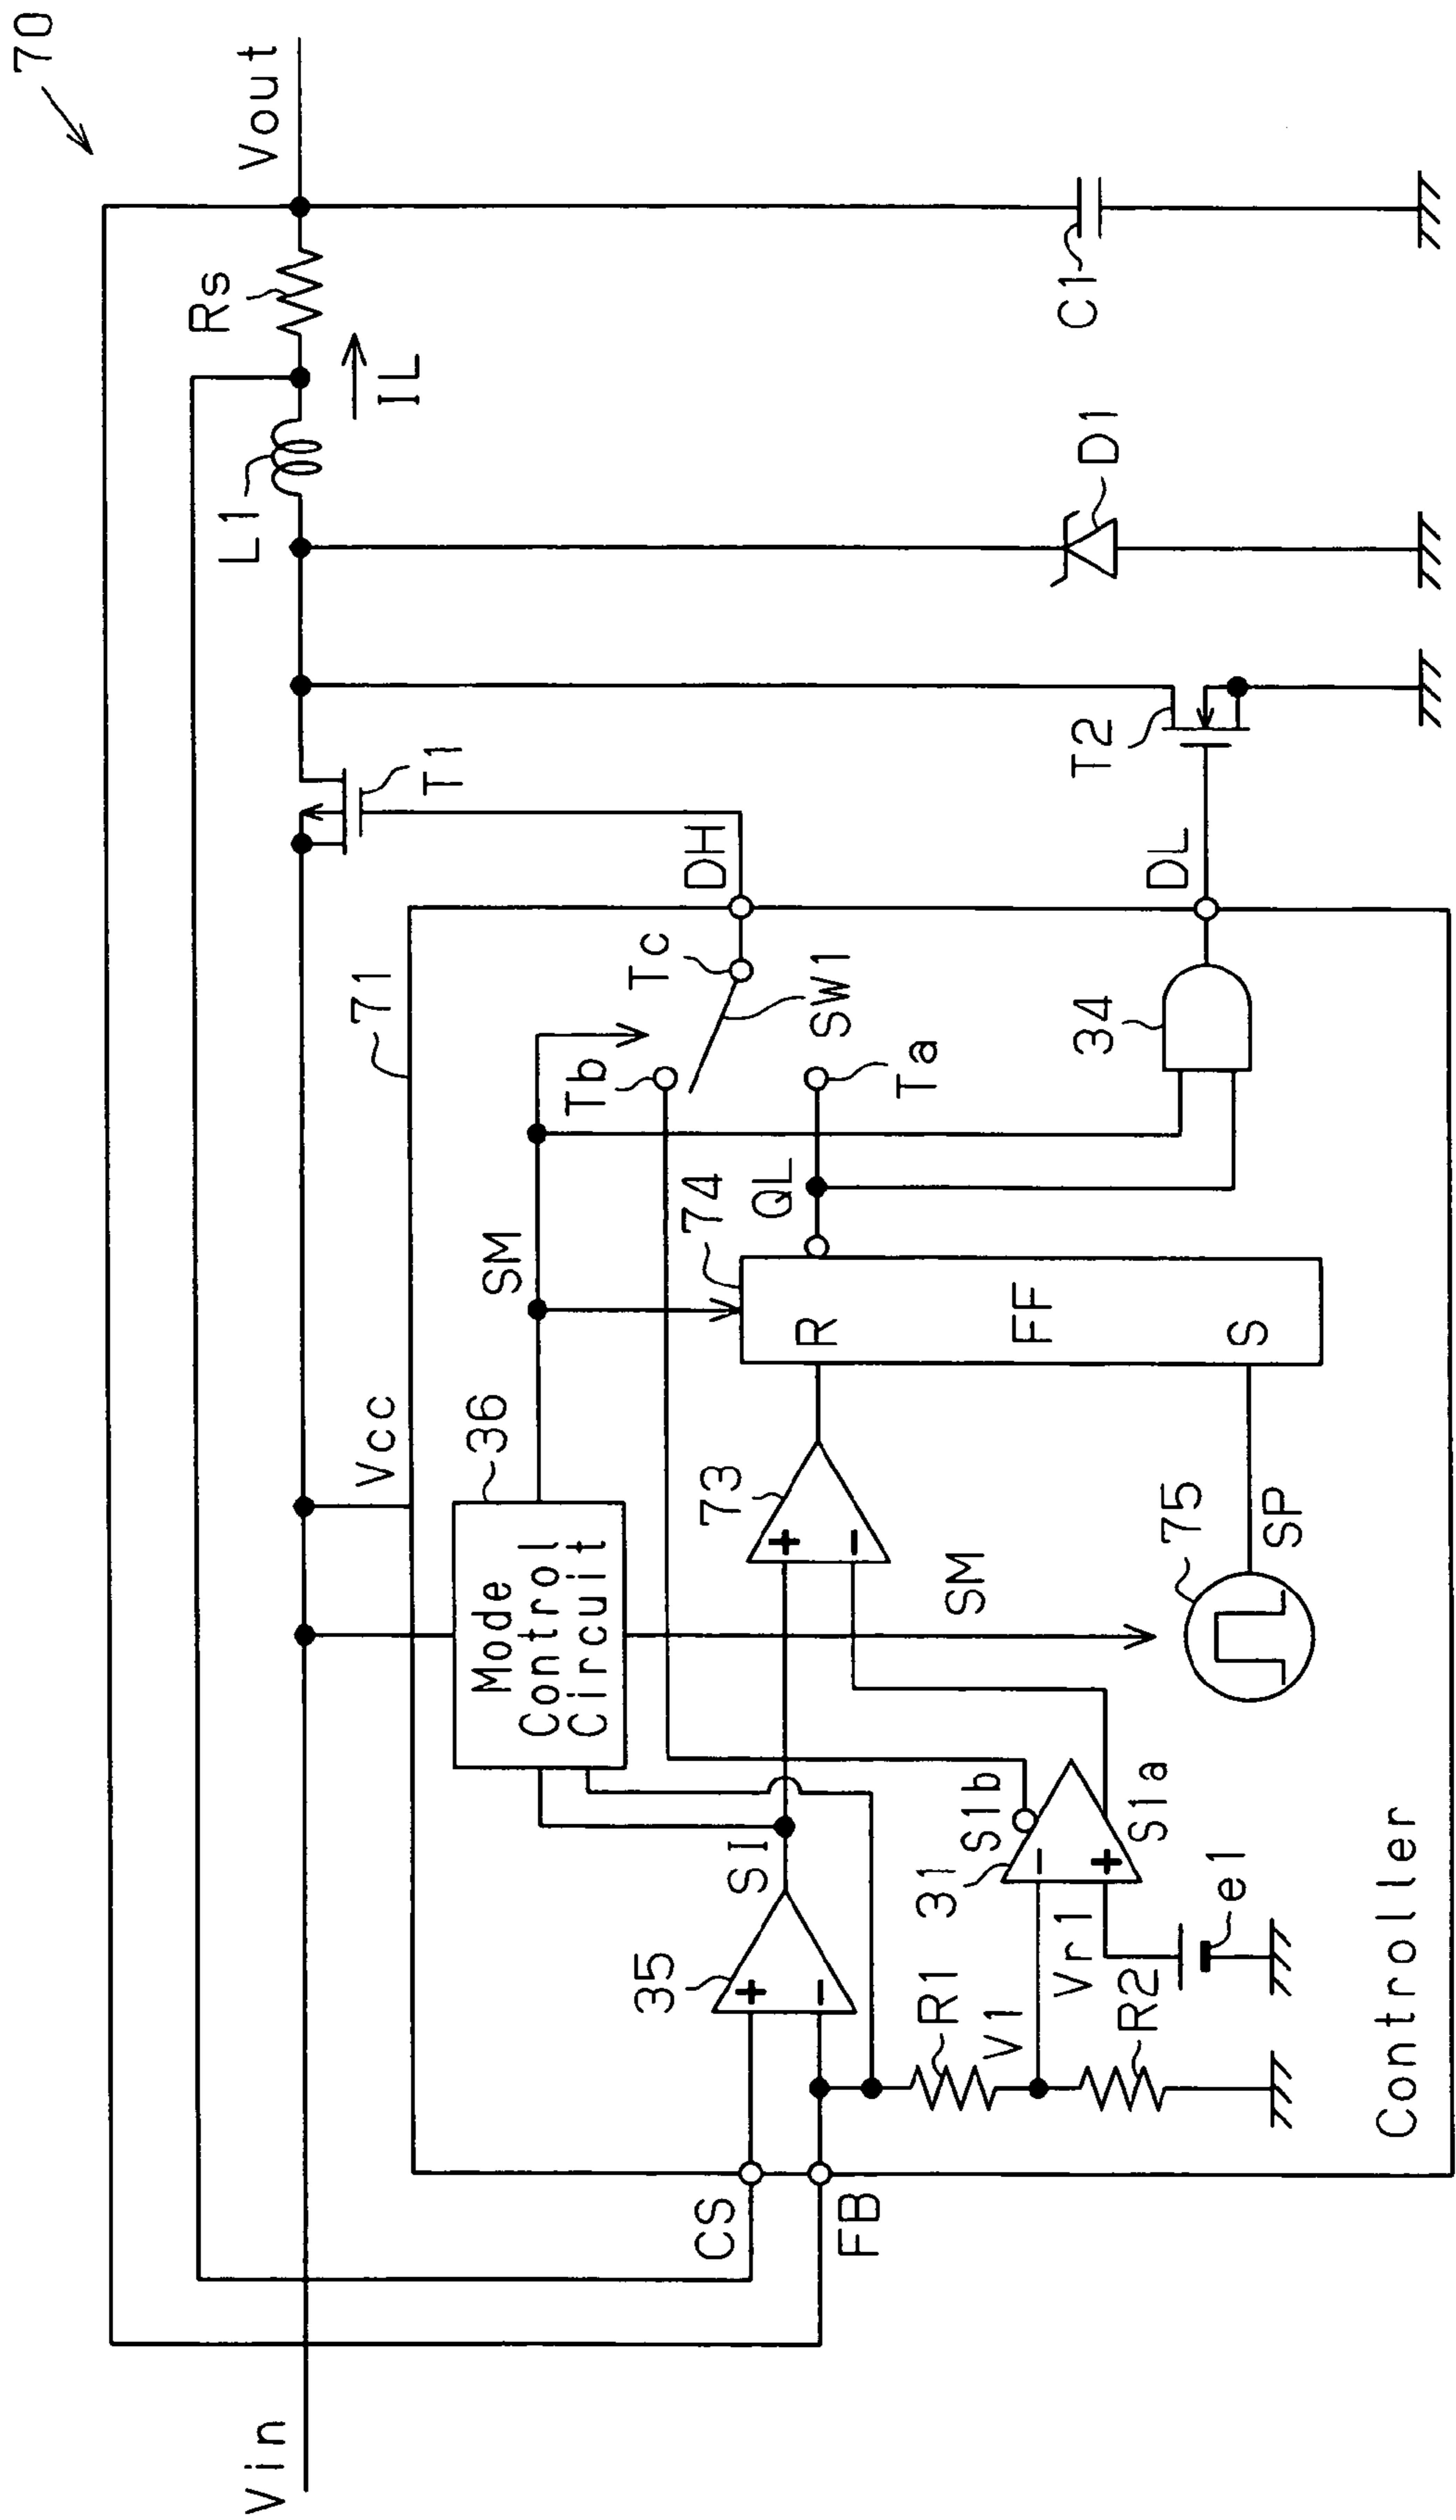 70
Vin
Vout
L1
Rs
IL
T1
Vcc
71
Mode
Control
Circuit
36
SM
Tb
Tc
DH
SW1
Ta
CS
FB
35
SI
73
R
FF
S
74
QL
34
DL
T2
D1
C1
R1
V1
R2
Vr1
e1
31
S1b
S1a
SM
75
SP
Controller
+
−
+
−
−
+